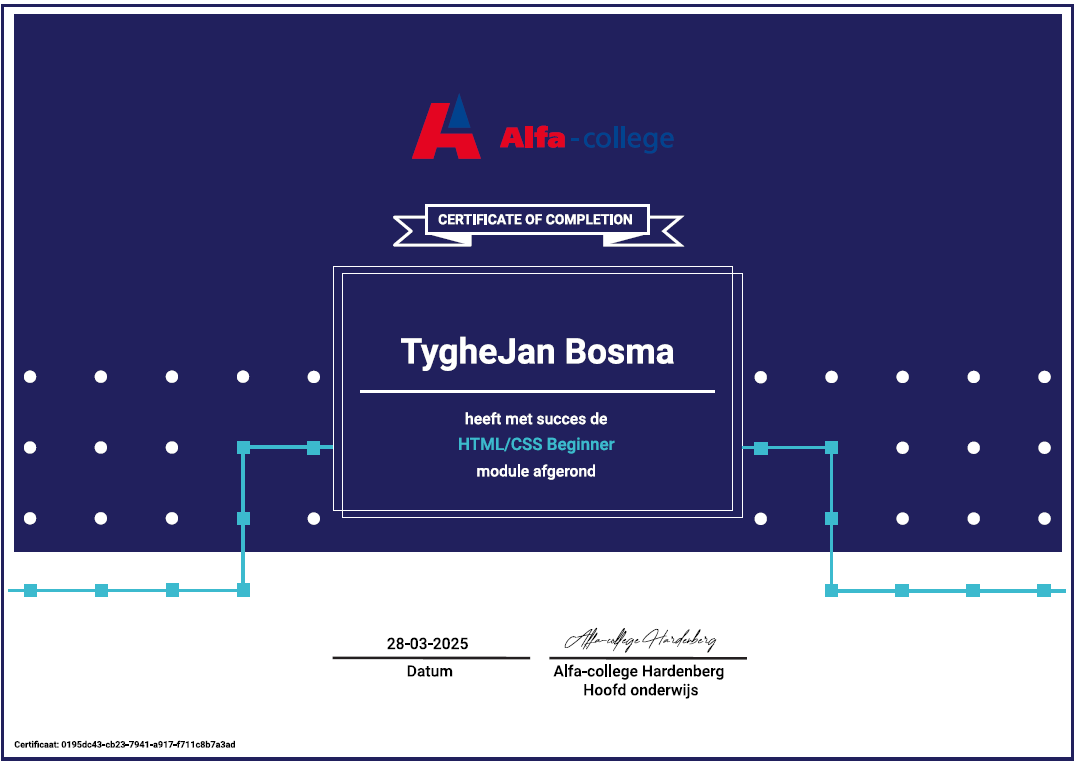 Alfa-college
CERTIFICATE OF COMPLETION
TygheJan Bosma
heeft met succes de
HTML/CSS Beginner
module afgerond
28-03-2025
Datum
Alfa-college Hardenberg
Alfa-college Hardenberg
Hoofd onderwijs
Certificaat: 0195dc43-cb23-7941-a917-f711c8b7a3ad